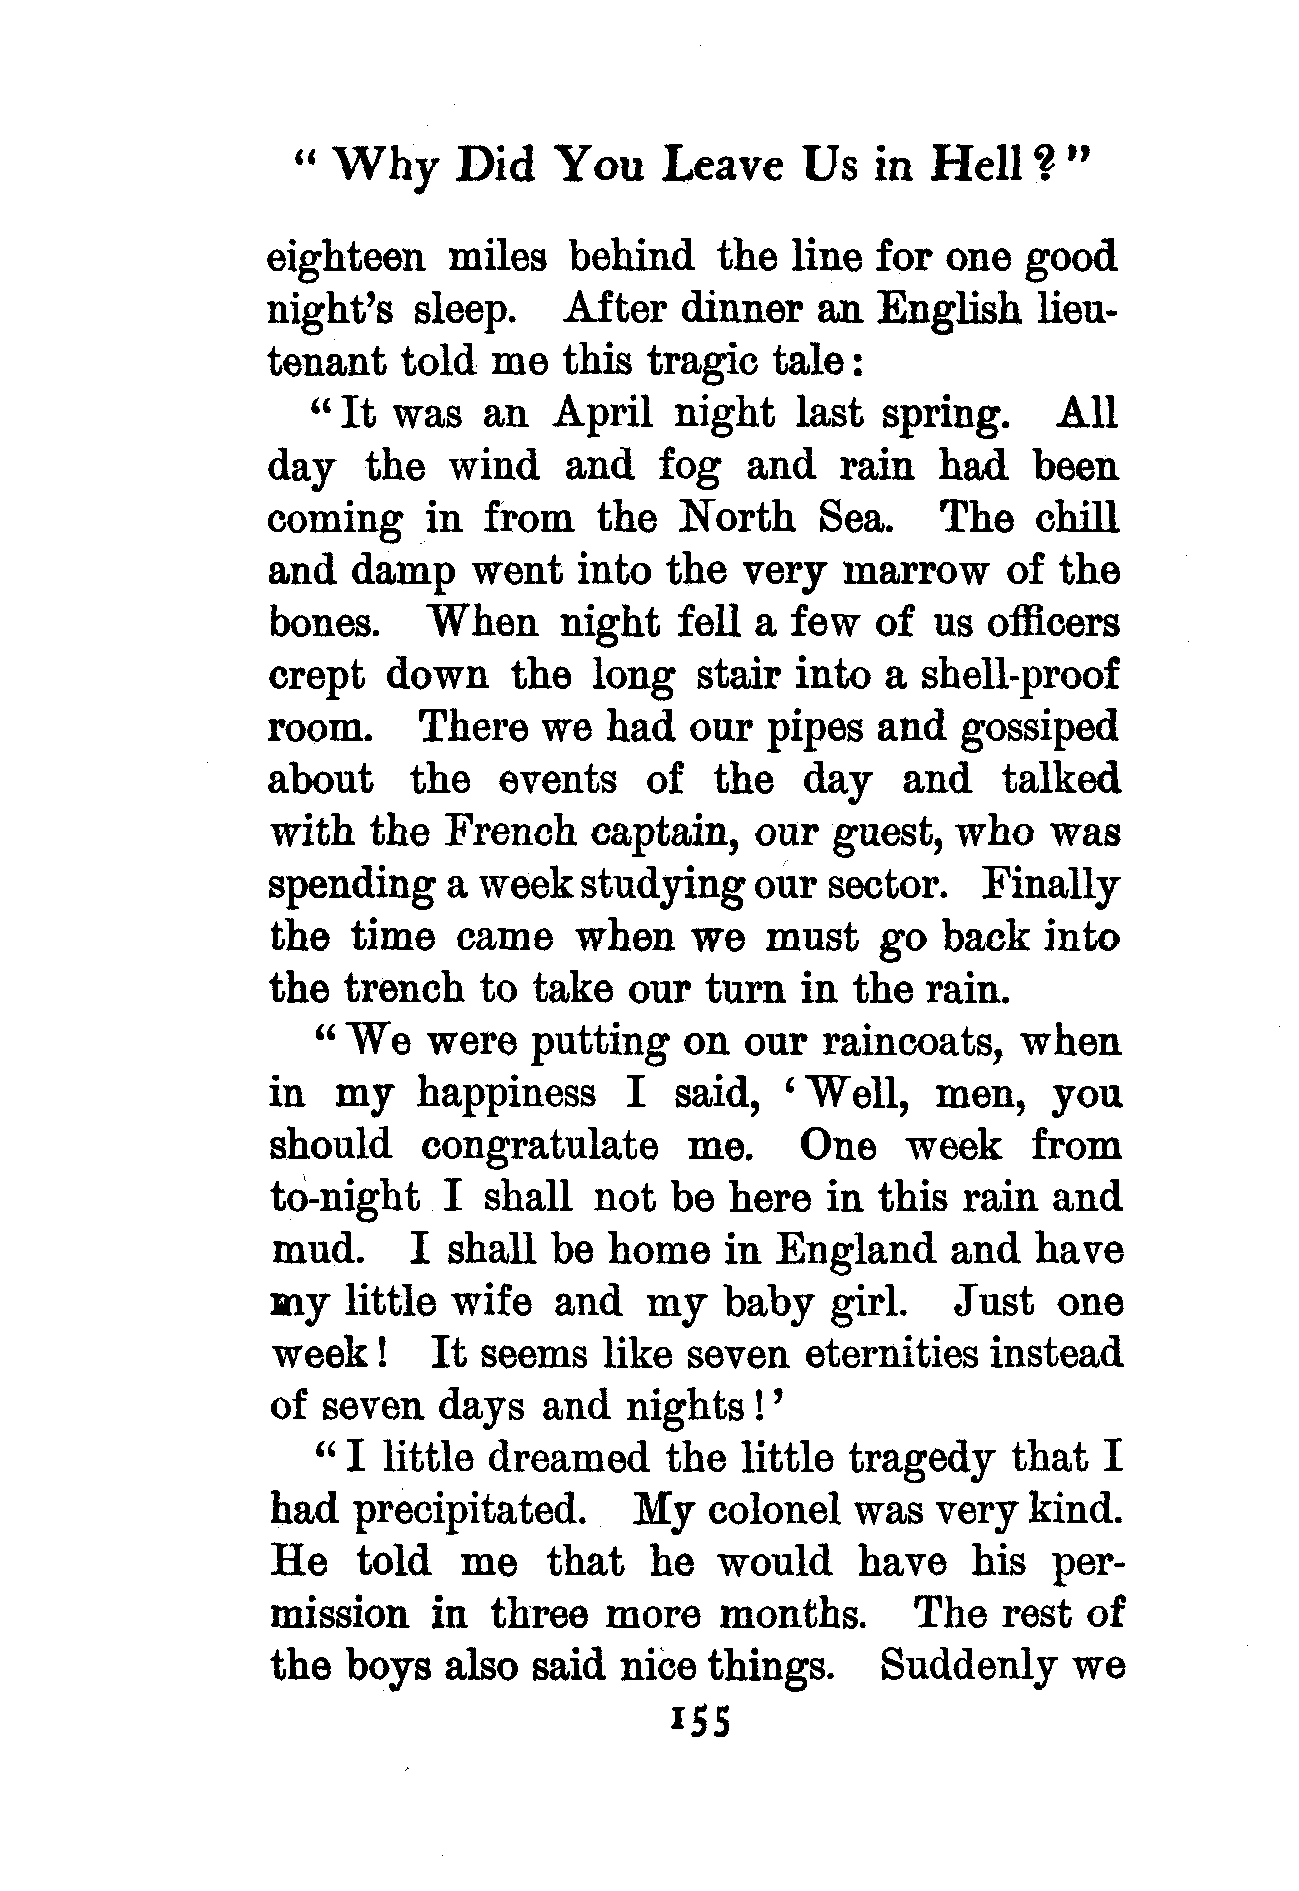 “ Why Did You Leave Us in Hell ? ”
eighteen miles behind the line for one good
night’s sleep. After dinner an English lieu-
tenant told me this tragic tale :
“ It was an April night last spring. All
day the wind and fog and rain had been
coming in from the North Sea. The chill
and damp went into the very marrow of the
bones. When night fell a few of us officers
crept down the long stair into a shell-proof
room. There we had our pipes and gossiped
about the events of the day and talked
with the French captain, our guest, who was
spending a week studying our sector. Finally
the time came when we must go back into
the trench to take our turn in the rain.
“ We were putting on our raincoats, when
in my happiness I said, ‘ Well, men, you
should congratulate me. One week from
to-night I shall not be here in this rain and
mud. I shall be home in England and have
my little wife and my baby girl. Just one
week ! It seems like seven eternities instead
of seven days and nights ! ’
“ I little dreamed the little tragedy that I
had precipitated. My colonel was very kind.
He told me that he would have his per-
mission in three more months. The rest of
the boys also said nice things. Suddenly we
155